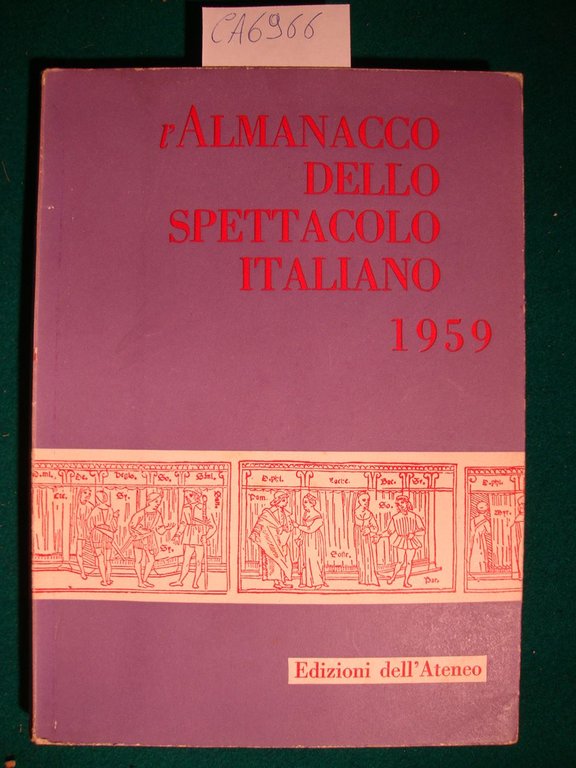 CA6966
l'ALMANACCO
DELLO
SPETTACOLO
ITALIANO
1959
Edizioni dell'Ateneo